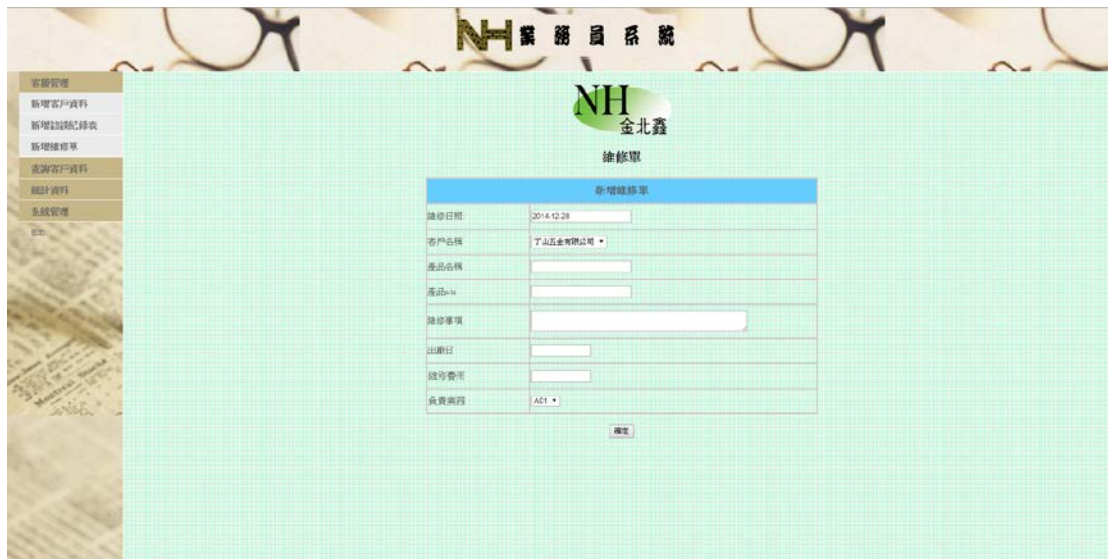 NH 業務員系統
客服管理
新增客戶資料
新增訪談記錄表
新增維修單
查詢客戶資料
統計資料
系統管理
登出
NH
金北鑫
維修單
新增維修單
維修日期: 2014-12-28
客戶名稱 丁山五金有限公司
產品名稱
產品s/n
維修事項
出廠日
維修費用
負責業務 A01
確定